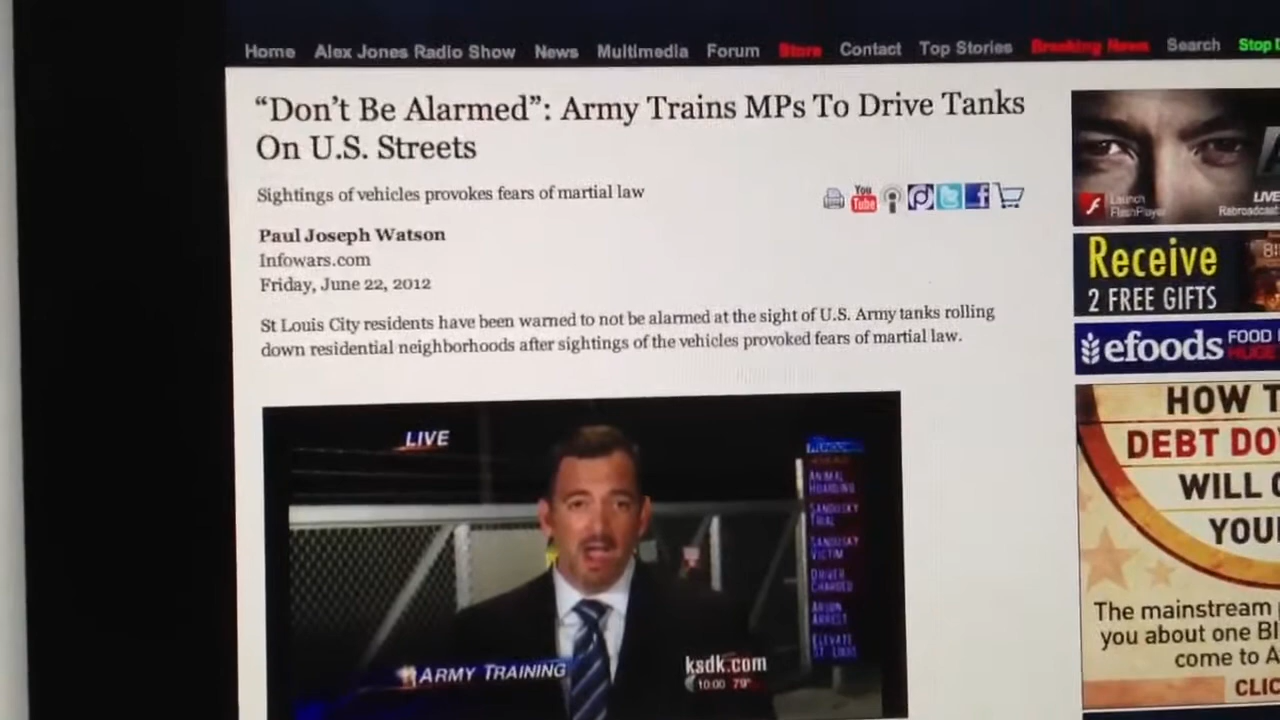 Home Alex Jones Radio Show News Multimedia Forum Store Contact Top Stories Breaking News Search Stop
“Don’t Be Alarmed”: Army Trains MPs To Drive Tanks
On U.S. Streets
Sightings of vehicles provokes fears of martial law
You
Tube
Paul Joseph Watson
Infowars.com
Friday, June 22, 2012
St Louis City residents have been warned to not be alarmed at the sight of U.S. Army tanks rolling
down residential neighborhoods after sightings of the vehicles provoked fears of martial law.
LIVE
ANIMAL
HOARDING
SANDUSKY
TRIAL
SANDUSKY
VICTIM
DRIVER
CHARGED
ARSON
ARREST
ELEVATE
ST LOUIS
ARMY TRAINING
ksdk.com
10:00 79°
Launch
FlashPlayer
LIVE
Rebroadcast
Receive
2 FREE GIFTS
efoods
FOOD
HUGE
HOW T
DEBT DO
WILL
YOU
The mainstream
you about one BI
come to A
CLIC